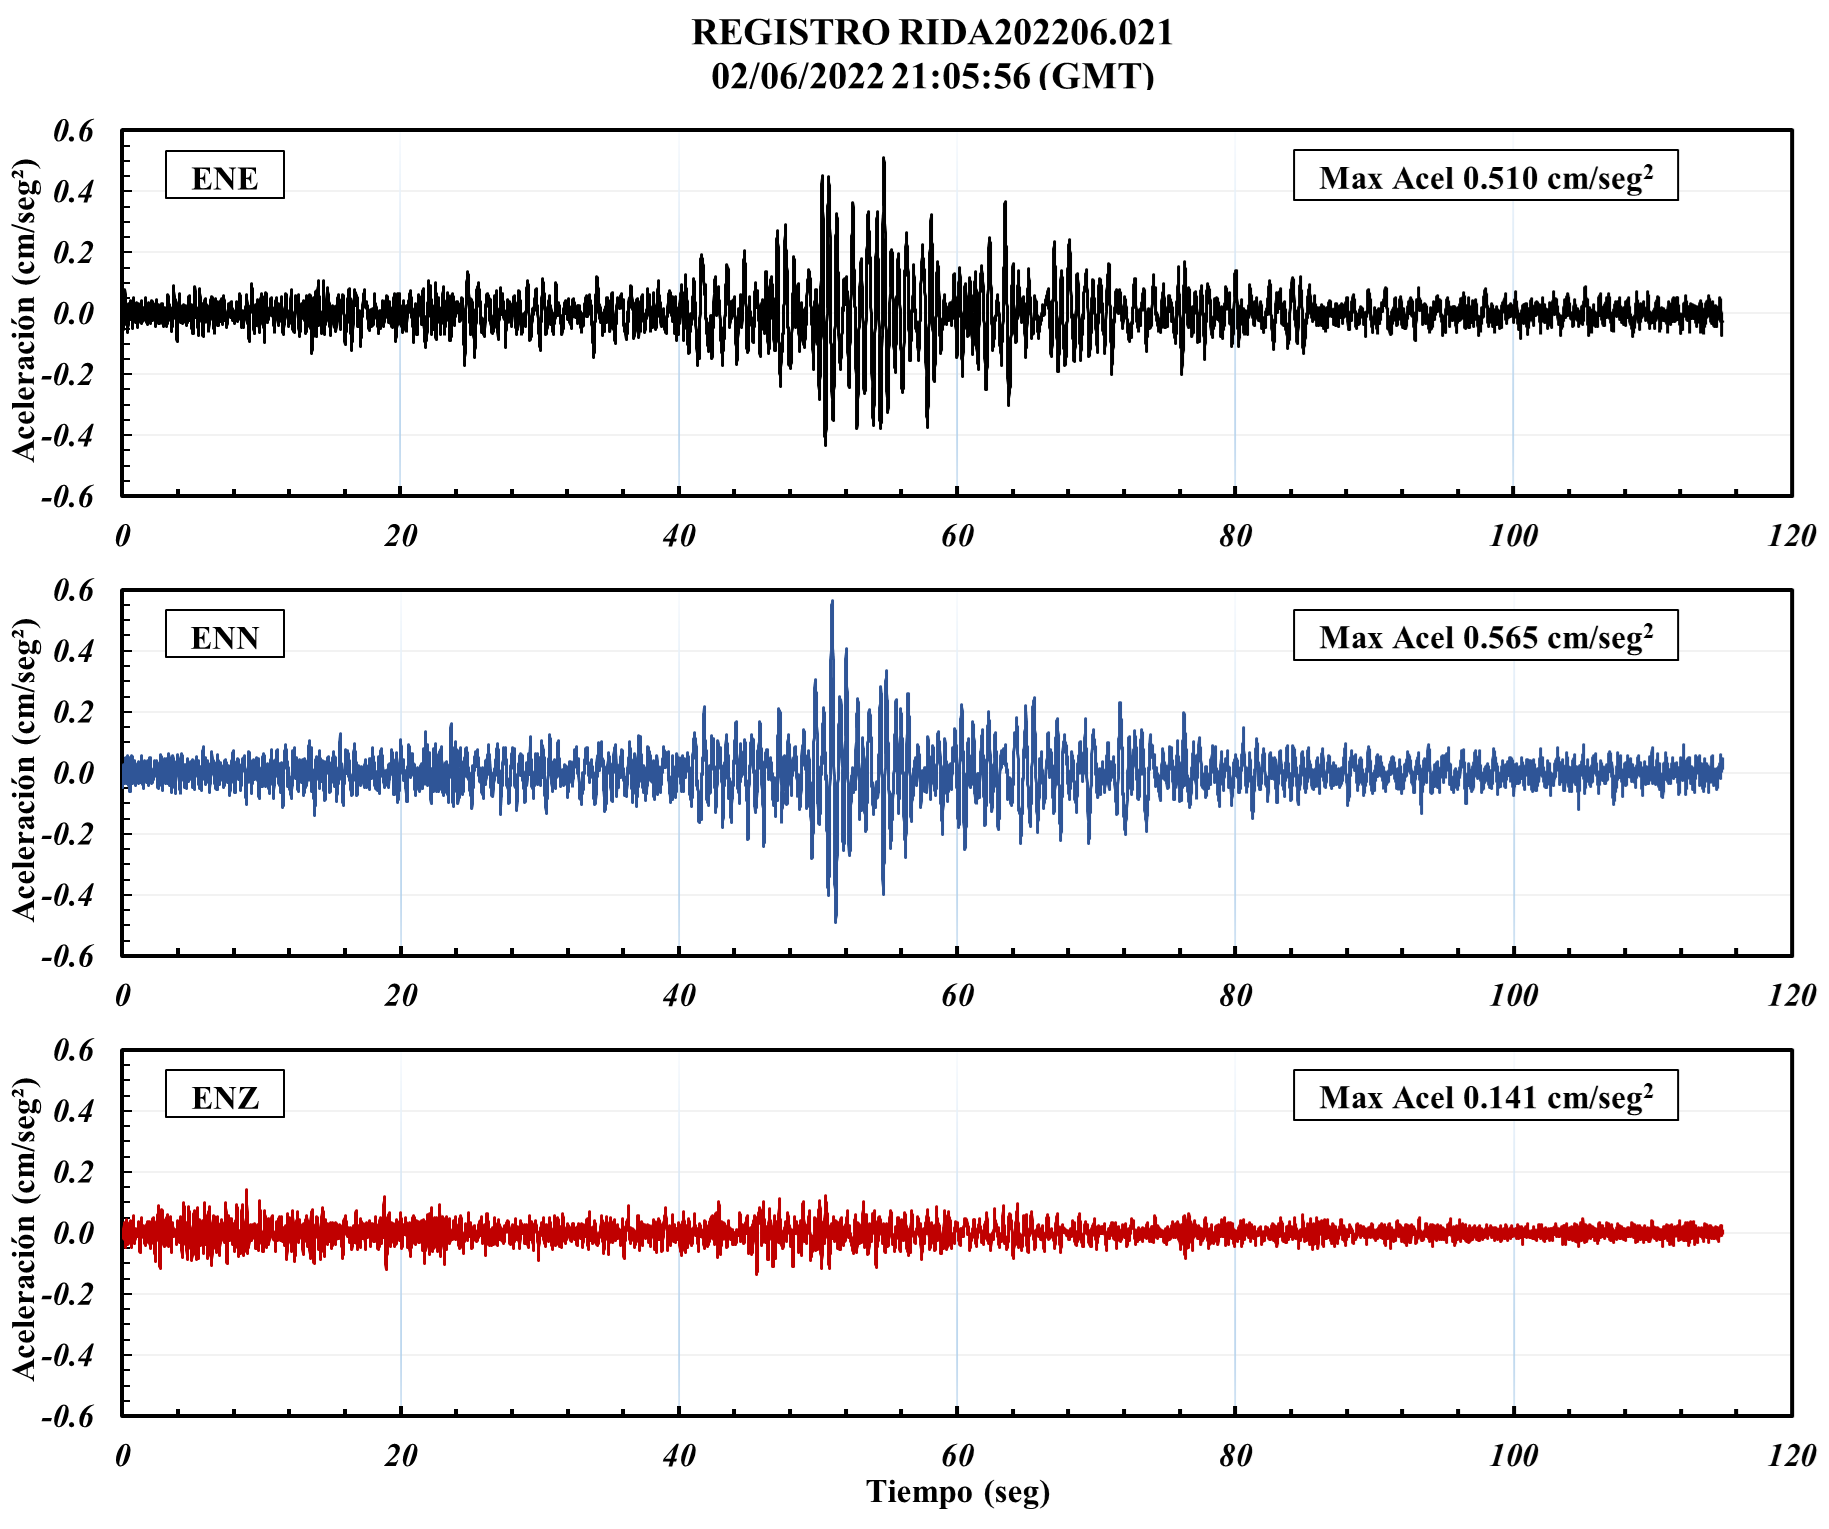 REGISTRO RIDA202206.021
02/06/2022 21:05:56 (GMT)
Aceleración (cm/seg²)
0.6
0.4
0.2
0.0
-0.2
-0.4
-0.6
ENE
Max Acel 0.510 cm/seg²
0 20 40 60 80 100 120
Aceleración (cm/seg²)
0.6
0.4
0.2
0.0
-0.2
-0.4
-0.6
ENN
Max Acel 0.565 cm/seg²
0 20 40 60 80 100 120
Aceleración (cm/seg²)
0.6
0.4
0.2
0.0
-0.2
-0.4
-0.6
ENZ
Max Acel 0.141 cm/seg²
0 20 40 60 80 100 120
Tiempo (seg)